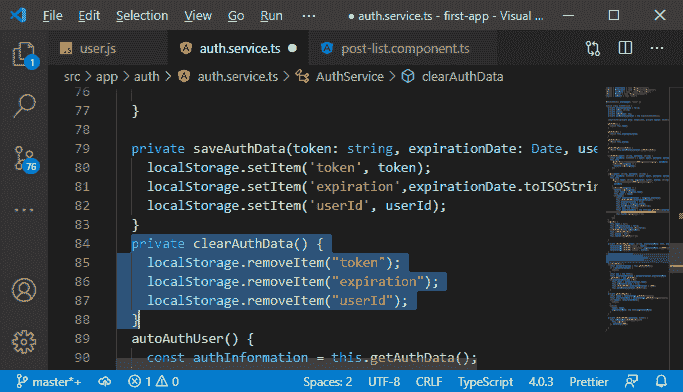 File Edit Selection View Go Run ··· ● auth.service.ts - first-app - Visual ...
user.js auth.service.ts ● post-list.component.ts ···
src > app > auth > auth.service.ts > AuthService > clearAuthData
76
77 }
78
79 private saveAuthData(token: string, expirationDate: Date, use
80 localStorage.setItem('token', token);
81 localStorage.setItem('expiration',expirationDate.toISOStrin
82 localStorage.setItem('userId', userId);
83 }
84 private clearAuthData() {
85 localStorage.removeItem("token");
86 localStorage.removeItem("expiration");
87 localStorage.removeItem("userId");
88 }
89 autoAuthUser() {
90 const authInformation = this.getAuthData();
1
76
master*+ 1 0 Spaces: 2 UTF-8 CRLF TypeScript 4.0.3 Prettier